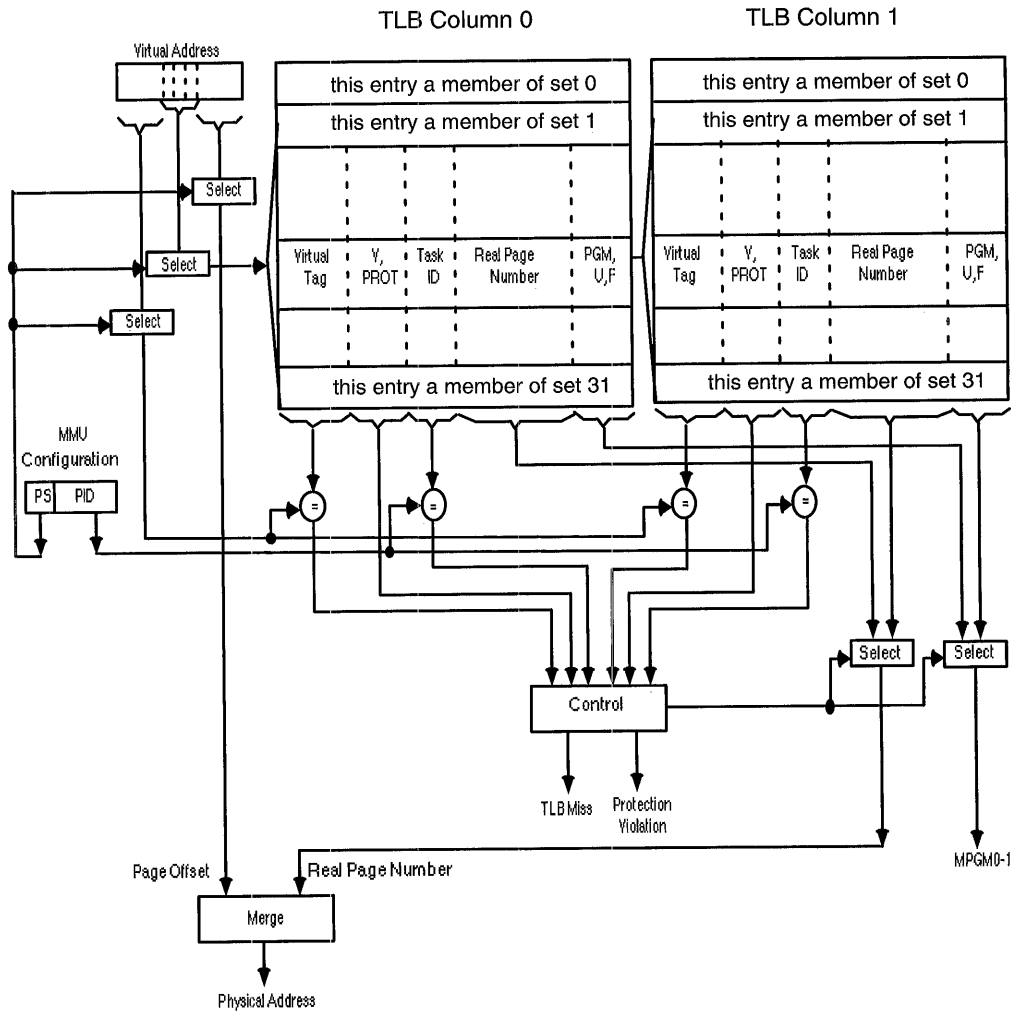 TLB Column 0
TLB Column 1
Virtual Address
this entry a member of set 0
this entry a member of set 0
this entry a member of set 1
this entry a member of set 1
Select
Select
Select
Virtual
Tag
V,
PROT
Task
ID
Real Page
Number
PGM,
U,F
Virtual
Tag
V,
PROT
Task
ID
Real Page
Number
PGM,
U,F
this entry a member of set 31
this entry a member of set 31
MMU
Configuration
PS
PID
=
=
=
=
Select
Select
Control
TLB Miss
Protection
Violation
MPGM0-1
Page Offset
Real Page Number
Merge
Physical Address